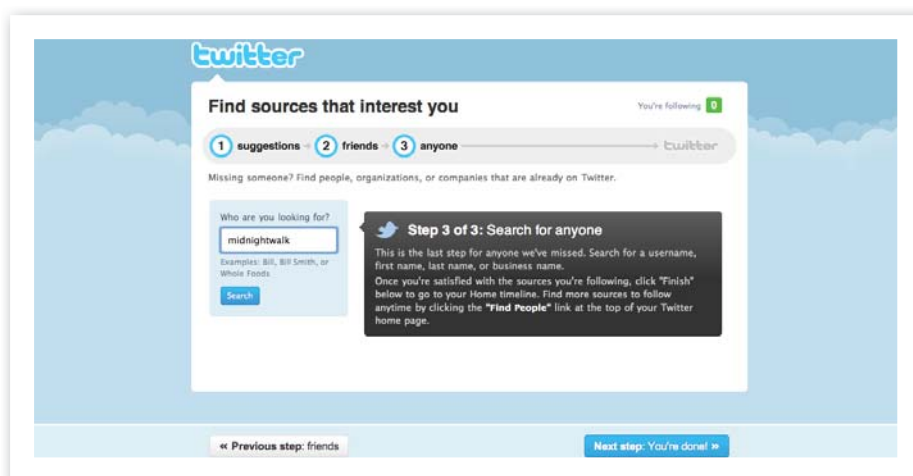 twitter
Find sources that interest you
You're following 0
1 suggestions 2 friends 3 anyone twitter
Missing someone? Find people, organizations, or companies that are already on Twitter.
Who are you looking for?
midnightwalk
Examples: Bill, Bill Smith, or
Whole Foods
Search
Step 3 of 3: Search for anyone
This is the last step for anyone we've missed. Search for a username,
first name, last name, or business name.
Once you're satisfied with the sources you're following, click "Finish"
below to go to your Home timeline. Find more sources to follow
anytime by clicking the "Find People" link at the top of your Twitter
home page.
« Previous step: friends
Next step: You're done! »